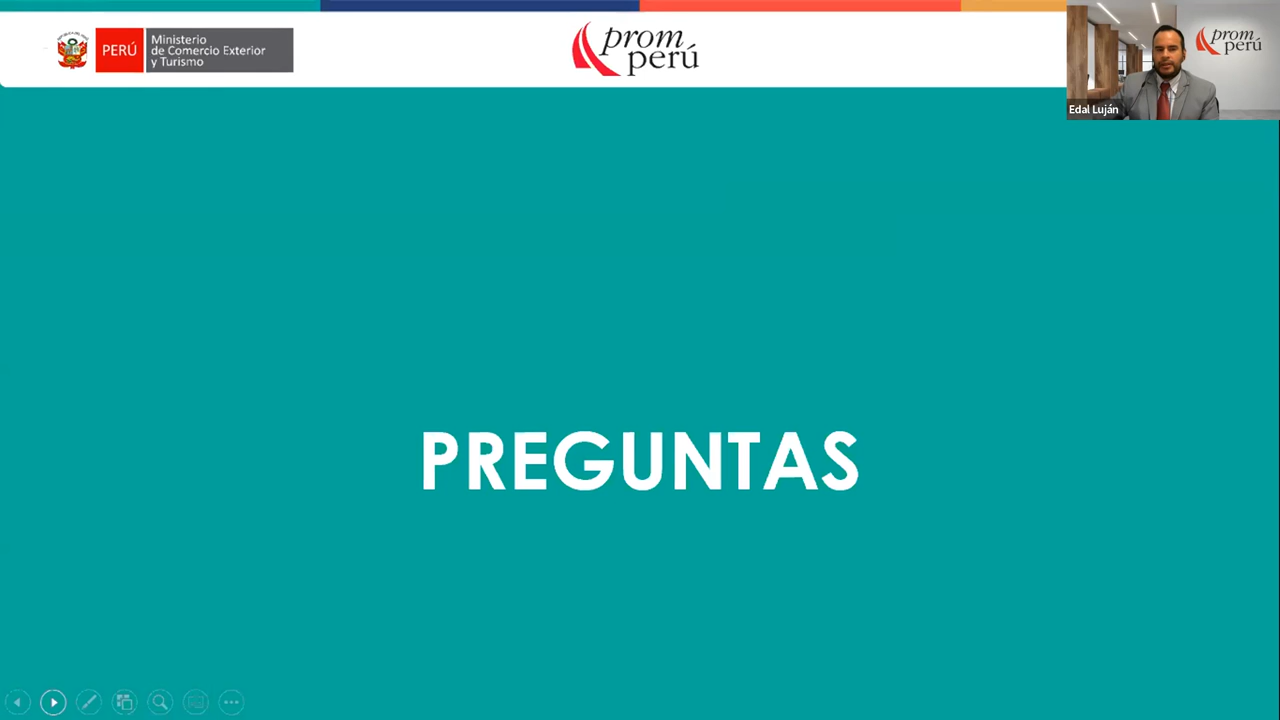 PERÚ
Ministerio
de Comercio Exterior
y Turismo
prom
perú
prom
perú
Edal Luján
PREGUNTAS